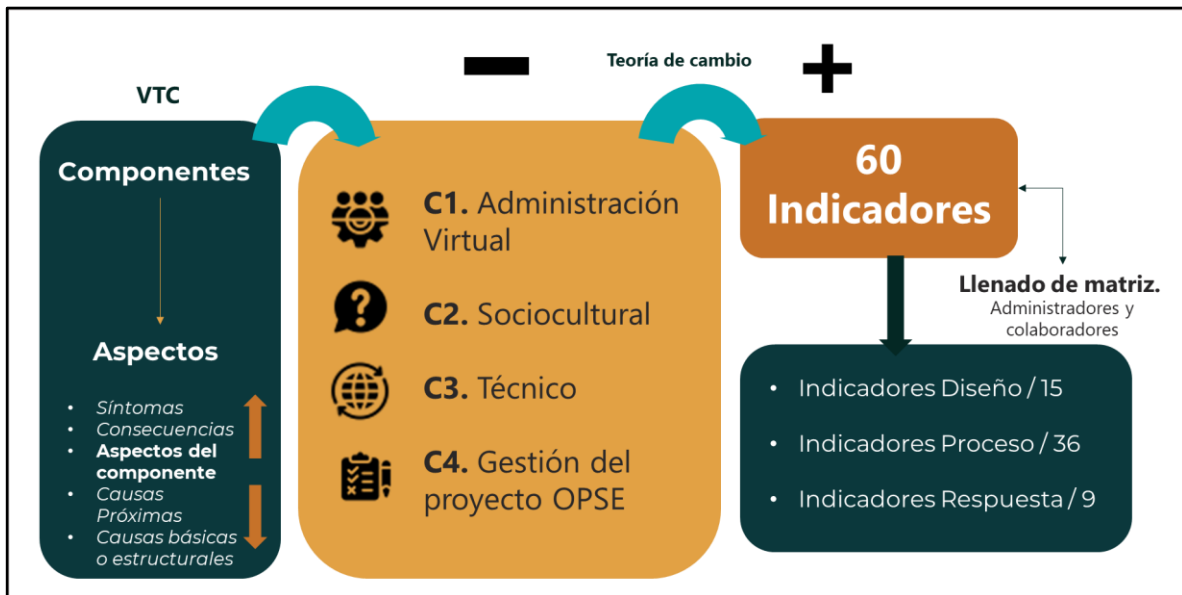 VTC
Componentes
Aspectos
• Síntomas
• Consecuencias
• Aspectos del
componente
• Causas
Próximas
• Causas básicas
o estructurales
C1. Administración
Virtual
C2. Sociocultural
C3. Técnico
C4. Gestión del
proyecto OPSE
Teoría de cambio
60
Indicadores
Llenado de matriz.
Administradores y
colaboradores
• Indicadores Diseño / 15
• Indicadores Proceso / 36
• Indicadores Respuesta / 9